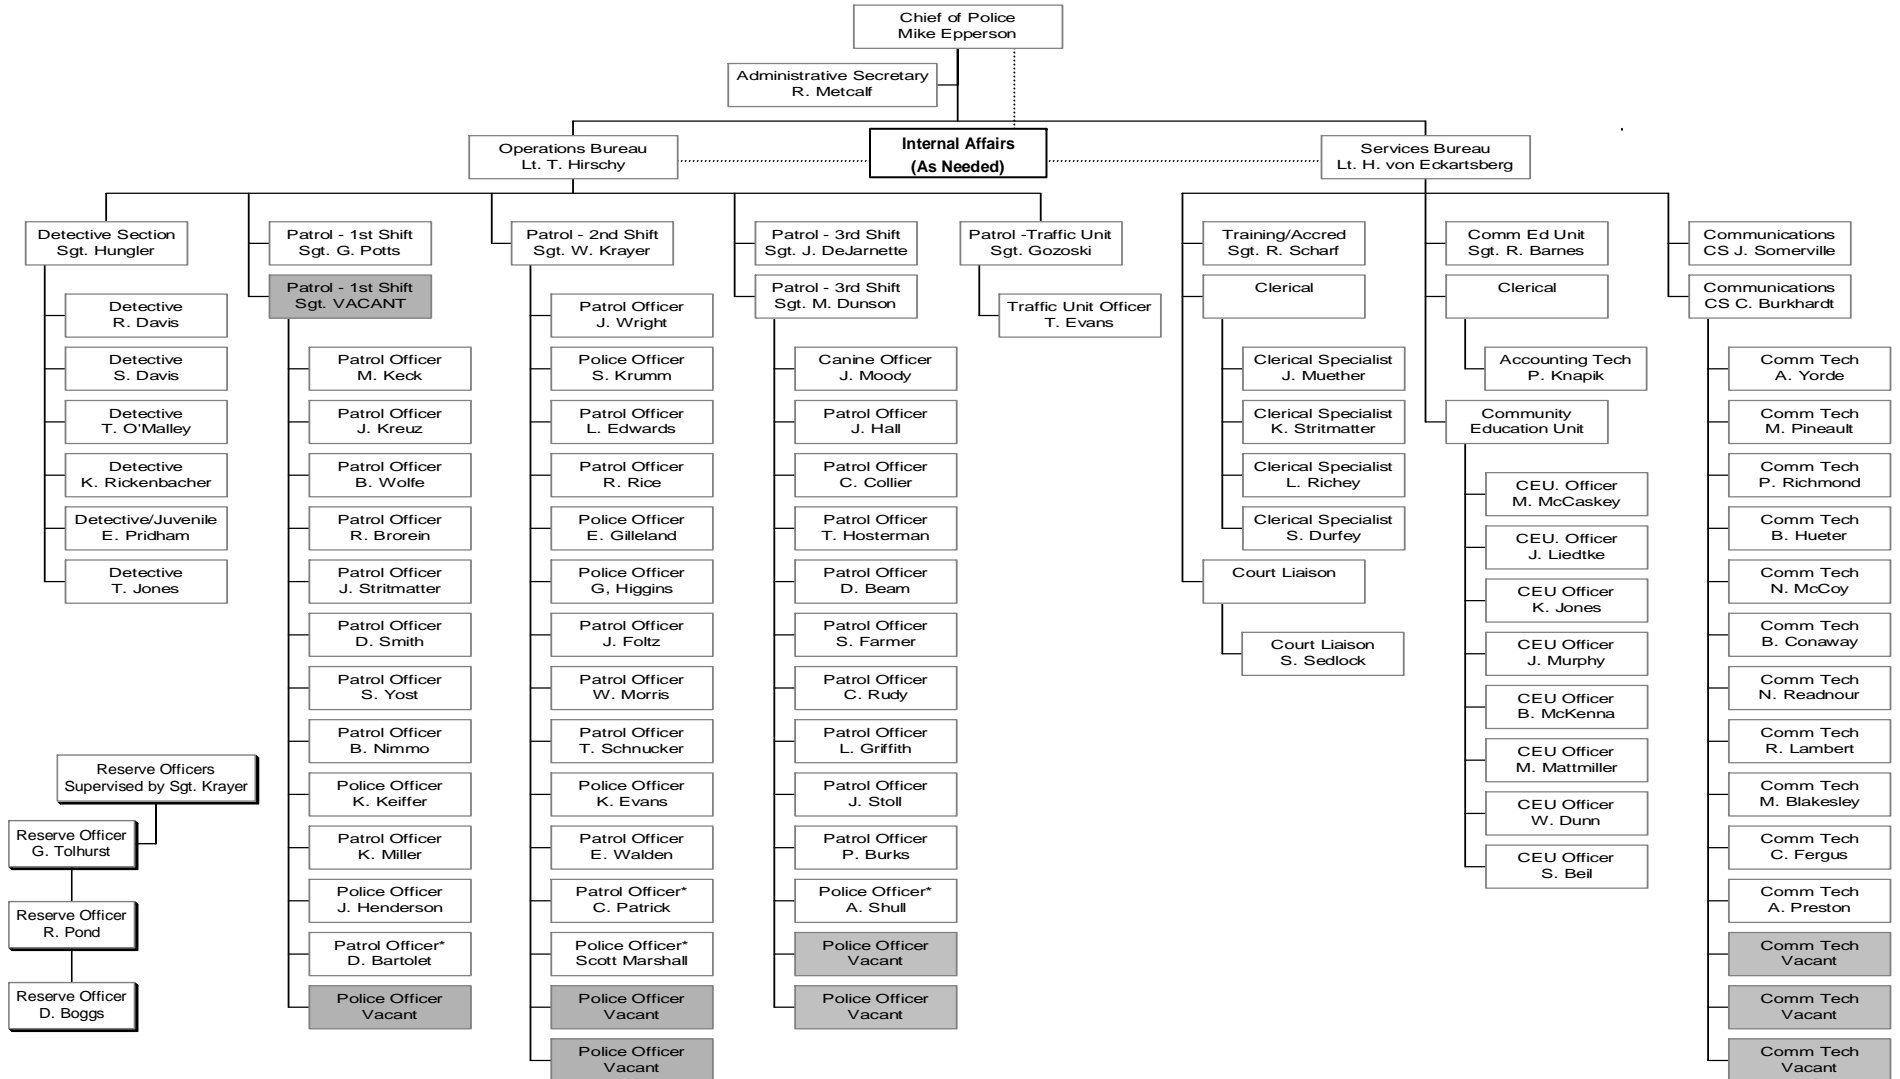 Chief of Police
Mike Epperson
Administrative Secretary
R. Metcalf
Operations Bureau
Lt. T. Hirschy
Internal Affairs
(As Needed)
Services Bureau
Lt. H. von Eckartsberg
Detective Section
Sgt. Hungler
Detective
R. Davis
Detective
S. Davis
Detective
T. O'Malley
Detective
K. Rickenbacher
Detective/Juvenile
E. Pridham
Detective
T. Jones
Patrol - 1st Shift
Sgt. G. Potts
Patrol - 1st Shift
Sgt. VACANT
Patrol Officer
M. Keck
Patrol Officer
J. Kreuz
Patrol Officer
B. Wolfe
Patrol Officer
R. Brorein
Patrol Officer
J. Stritmatter
Patrol Officer
D. Smith
Patrol Officer
S. Yost
Patrol Officer
B. Nimmo
Police Officer
K. Keiffer
Patrol Officer
K. Miller
Police Officer
J. Henderson
Patrol Officer*
D. Bartolet
Police Officer
Vacant
Patrol - 2nd Shift
Sgt. W. Krayer
Patrol Officer
J. Wright
Police Officer
S. Krumm
Patrol Officer
L. Edwards
Patrol Officer
R. Rice
Police Officer
E. Gilleland
Police Officer
G, Higgins
Patrol Officer
J. Foltz
Patrol Officer
W. Morris
Patrol Officer
T. Schnucker
Police Officer
K. Evans
Patrol Officer
E. Walden
Patrol Officer*
C. Patrick
Police Officer*
Scott Marshall
Police Officer
Vacant
Police Officer
Vacant
Patrol - 3rd Shift
Sgt. J. DeJarnette
Patrol - 3rd Shift
Sgt. M. Dunson
Canine Officer
J. Moody
Patrol Officer
J. Hall
Patrol Officer
C. Collier
Patrol Officer
T. Hosterman
Patrol Officer
D. Beam
Patrol Officer
S. Farmer
Patrol Officer
C. Rudy
Patrol Officer
L. Griffith
Patrol Officer
J. Stoll
Patrol Officer
P. Burks
Police Officer*
A. Shull
Police Officer
Vacant
Police Officer
Vacant
Patrol -Traffic Unit
Sgt. Gozoski
Traffic Unit Officer
T. Evans
Training/Accred
Sgt. R. Scharf
Clerical
Clerical Specialist
J. Muether
Clerical Specialist
K. Stritmatter
Clerical Specialist
L. Richey
Clerical Specialist
S. Durfey
Court Liaison
Court Liaison
S. Sedlock
Comm Ed Unit
Sgt. R. Barnes
Clerical
Accounting Tech
P. Knapik
Community
Education Unit
CEU. Officer
M. McCaskey
CEU. Officer
J. Liedtke
CEU Officer
K. Jones
CEU Officer
J. Murphy
CEU Officer
B. McKenna
CEU Officer
M. Mattmiller
CEU Officer
W. Dunn
CEU Officer
S. Beil
Communications
CS J. Somerville
Communications
CS C. Burkhardt
Comm Tech
A. Yorde
Comm Tech
M. Pineault
Comm Tech
P. Richmond
Comm Tech
B. Hueter
Comm Tech
N. McCoy
Comm Tech
B. Conaway
Comm Tech
N. Readnour
Comm Tech
R. Lambert
Comm Tech
M. Blakesley
Comm Tech
C. Fergus
Comm Tech
A. Preston
Comm Tech
Vacant
Comm Tech
Vacant
Comm Tech
Vacant
Reserve Officers
Supervised by Sgt. Krayer
Reserve Officer
G. Tolhurst
Reserve Officer
R. Pond
Reserve Officer
D. Boggs